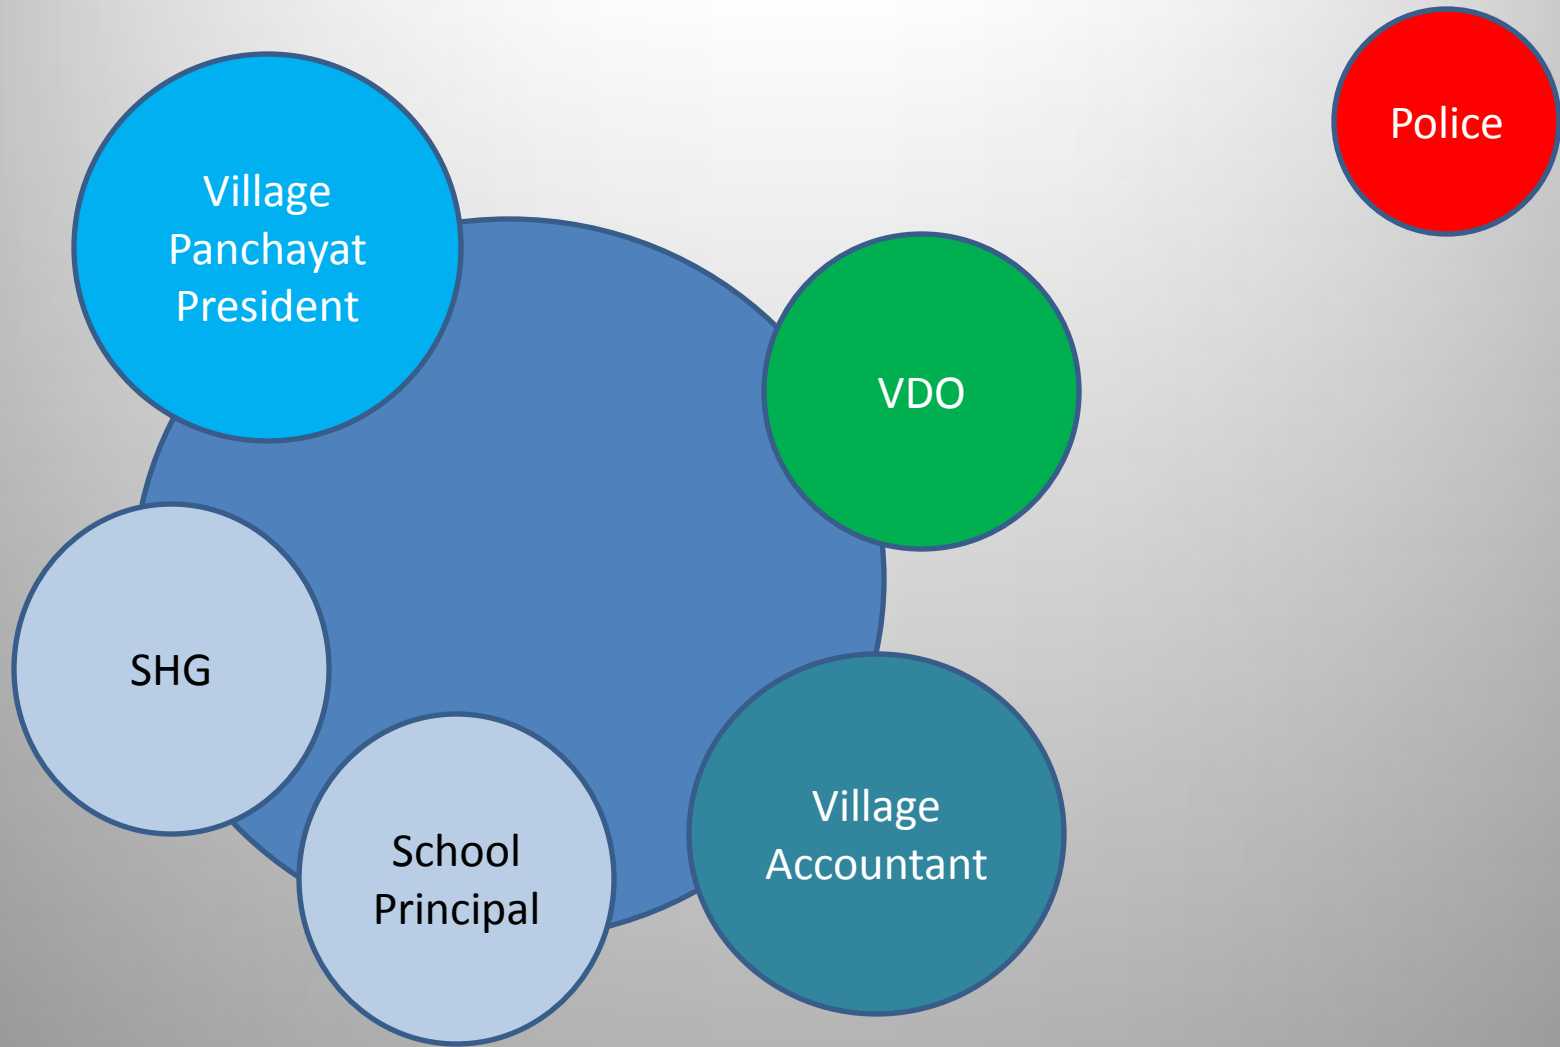 Police
Village
Panchayat
President
VDO
SHG
School
Principal
Village
Accountant